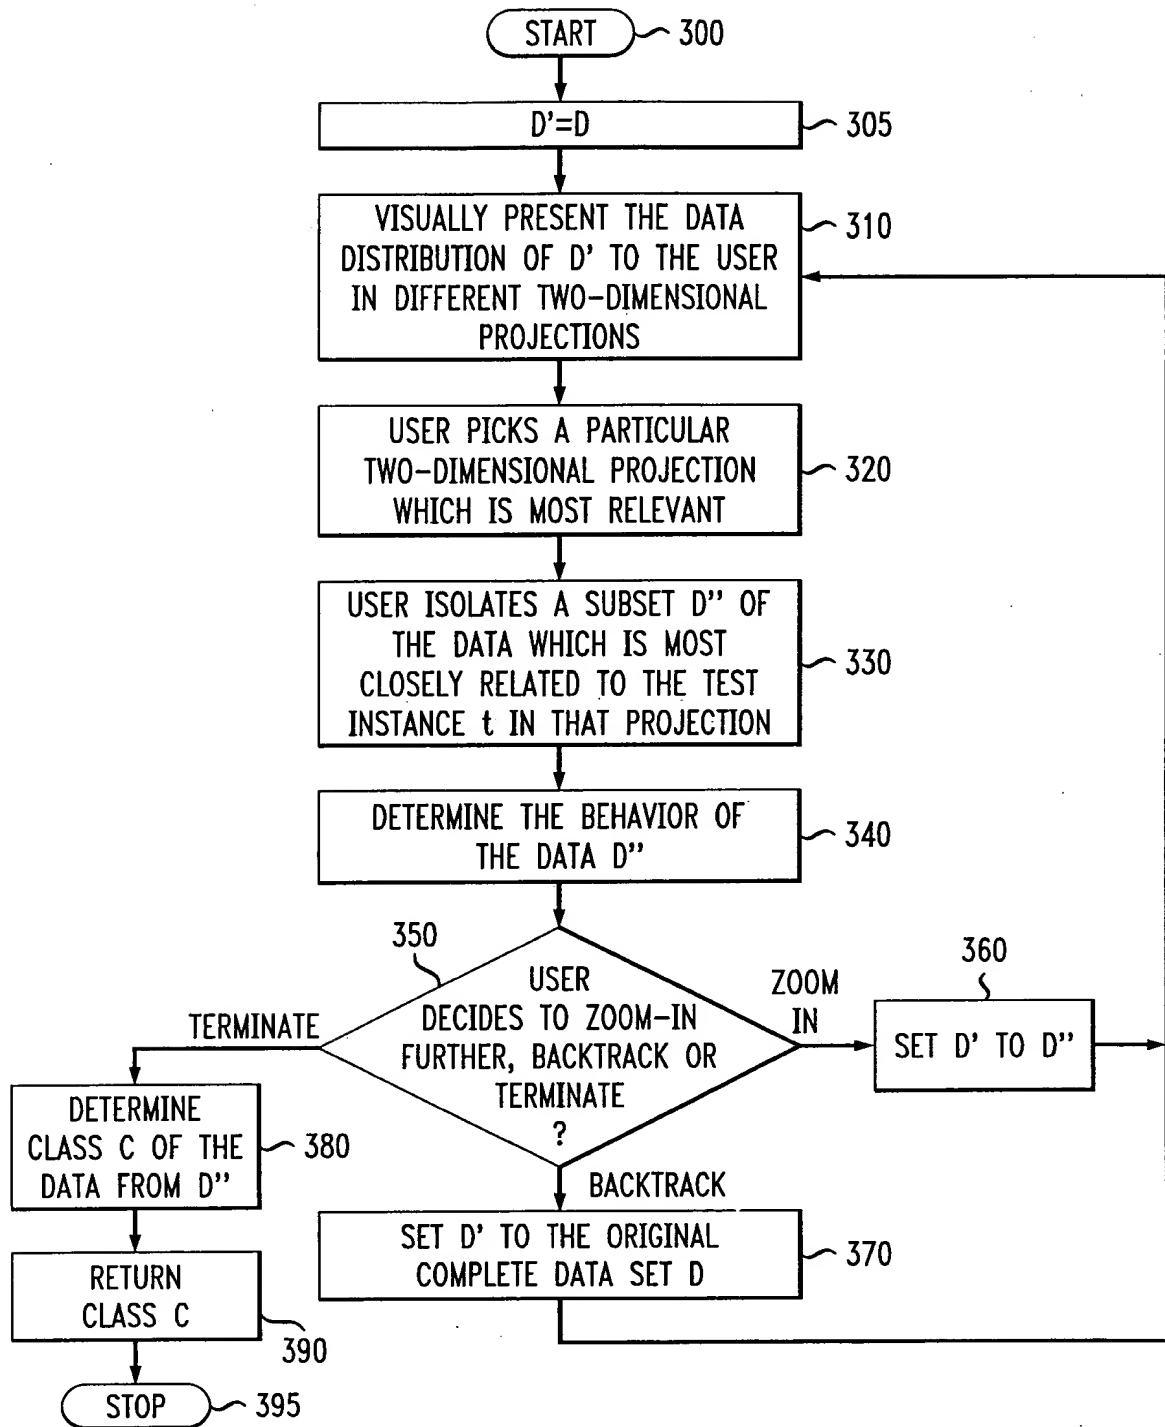 START
300
D'=D
305
VISUALLY PRESENT THE DATA
DISTRIBUTION OF D' TO THE USER
IN DIFFERENT TWO-DIMENSIONAL
PROJECTIONS
310
USER PICKS A PARTICULAR
TWO-DIMENSIONAL PROJECTION
WHICH IS MOST RELEVANT
320
USER ISOLATES A SUBSET D'' OF
THE DATA WHICH IS MOST
CLOSELY RELATED TO THE TEST
INSTANCE t IN THAT PROJECTION
330
DETERMINE THE BEHAVIOR OF
THE DATA D''
340
350
USER
DECIDES TO ZOOM-IN
FURTHER, BACKTRACK OR
TERMINATE
?
ZOOM
IN
360
SET D' TO D''
TERMINATE
DETERMINE
CLASS C OF THE
DATA FROM D''
380
BACKTRACK
SET D' TO THE ORIGINAL
COMPLETE DATA SET D
370
RETURN
CLASS C
390
STOP
395